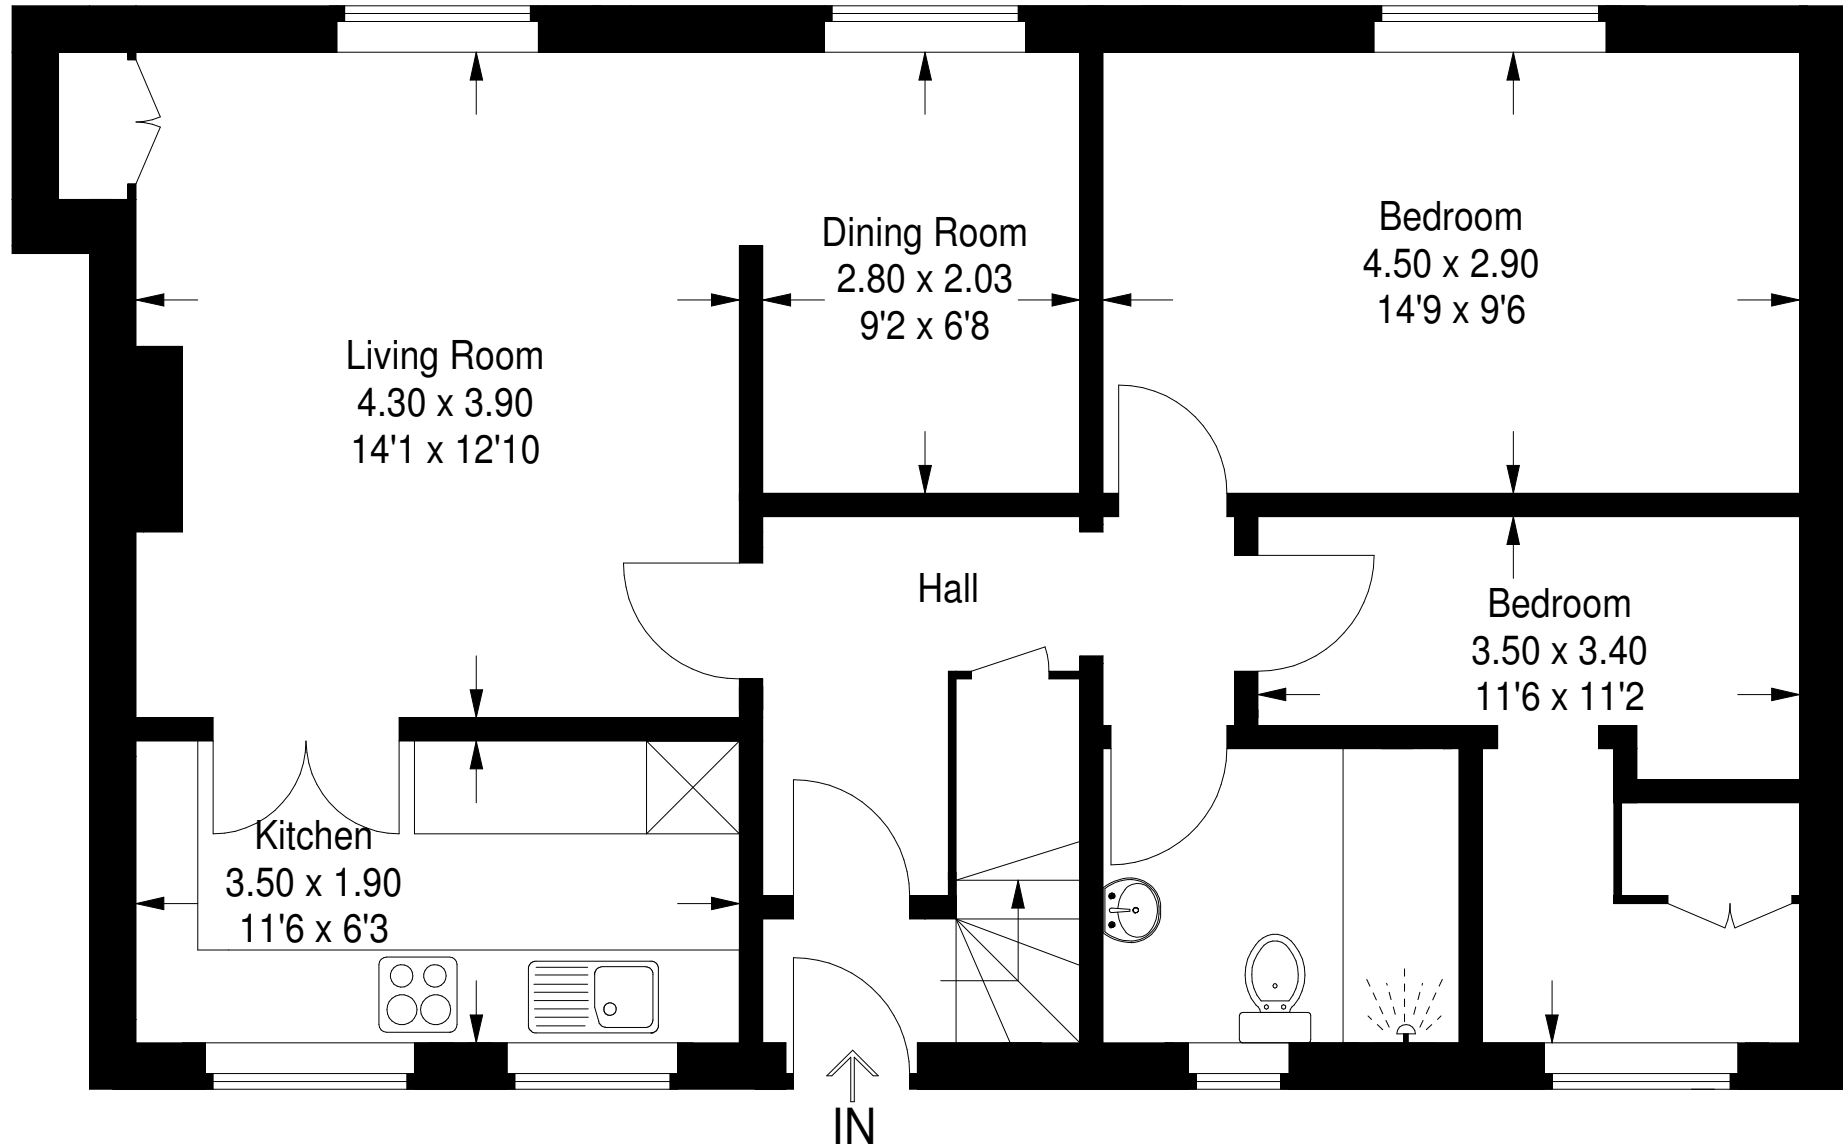 Living Room
4.30 x 3.90
14'1 x 12'10
Dining Room
2.80 x 2.03
9'2 x 6'8
Bedroom
4.50 x 2.90
14'9 x 9'6
Hall
Bedroom
3.50 x 3.40
11'6 x 11'2
Kitchen
3.50 x 1.90
11'6 x 6'3
IN